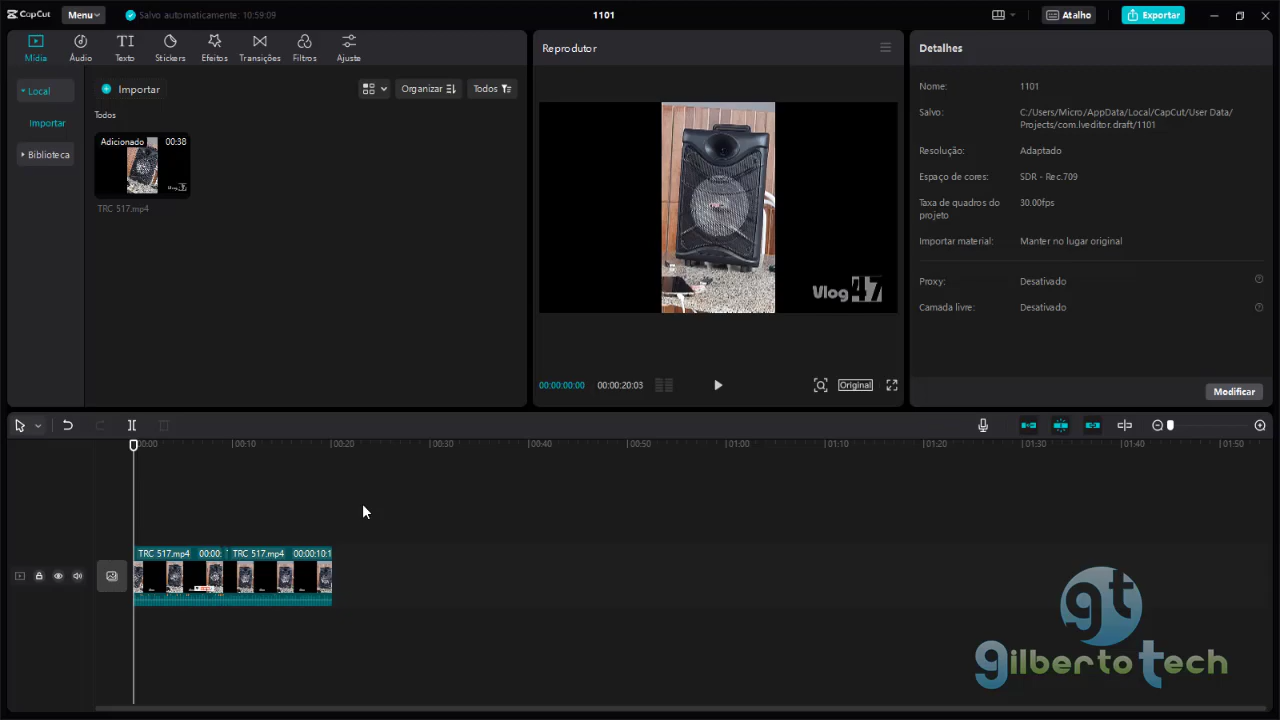 CapCut
Menu
Salvo automaticamente: 10:59:09
1101
Atalho
Exportar
Mídia
Áudio
Texto
Stickers
Efeitos
Transições
Filtros
Ajuste
Local
Importar
Biblioteca
Importar
Organizar
Todos
Todos
Adicionado
00:38
TRC 517.mp4
Reprodutor
Vlog 47
00:00:00:00
00:00:20:03
Original
Detalhes
Nome:
1101
Salvo:
C:/Users/Micro/AppData/Local/CapCut/User Data/
Projects/com.lveditor.draft/1101
Resolução:
Adaptado
Espaço de cores:
SDR - Rec.709
Taxa de quadros do
projeto
30.00fps
Importar material:
Manter no lugar original
Proxy:
Desativado
Camada livre:
Desativado
Modificar
00:00
00:10
00:20
00:30
00:40
00:50
01:00
01:10
01:20
01:30
01:40
01:50
TRC 517.mp4
00:00:
TRC 517.mp4
00:00:10:1
gt
gilberto tech